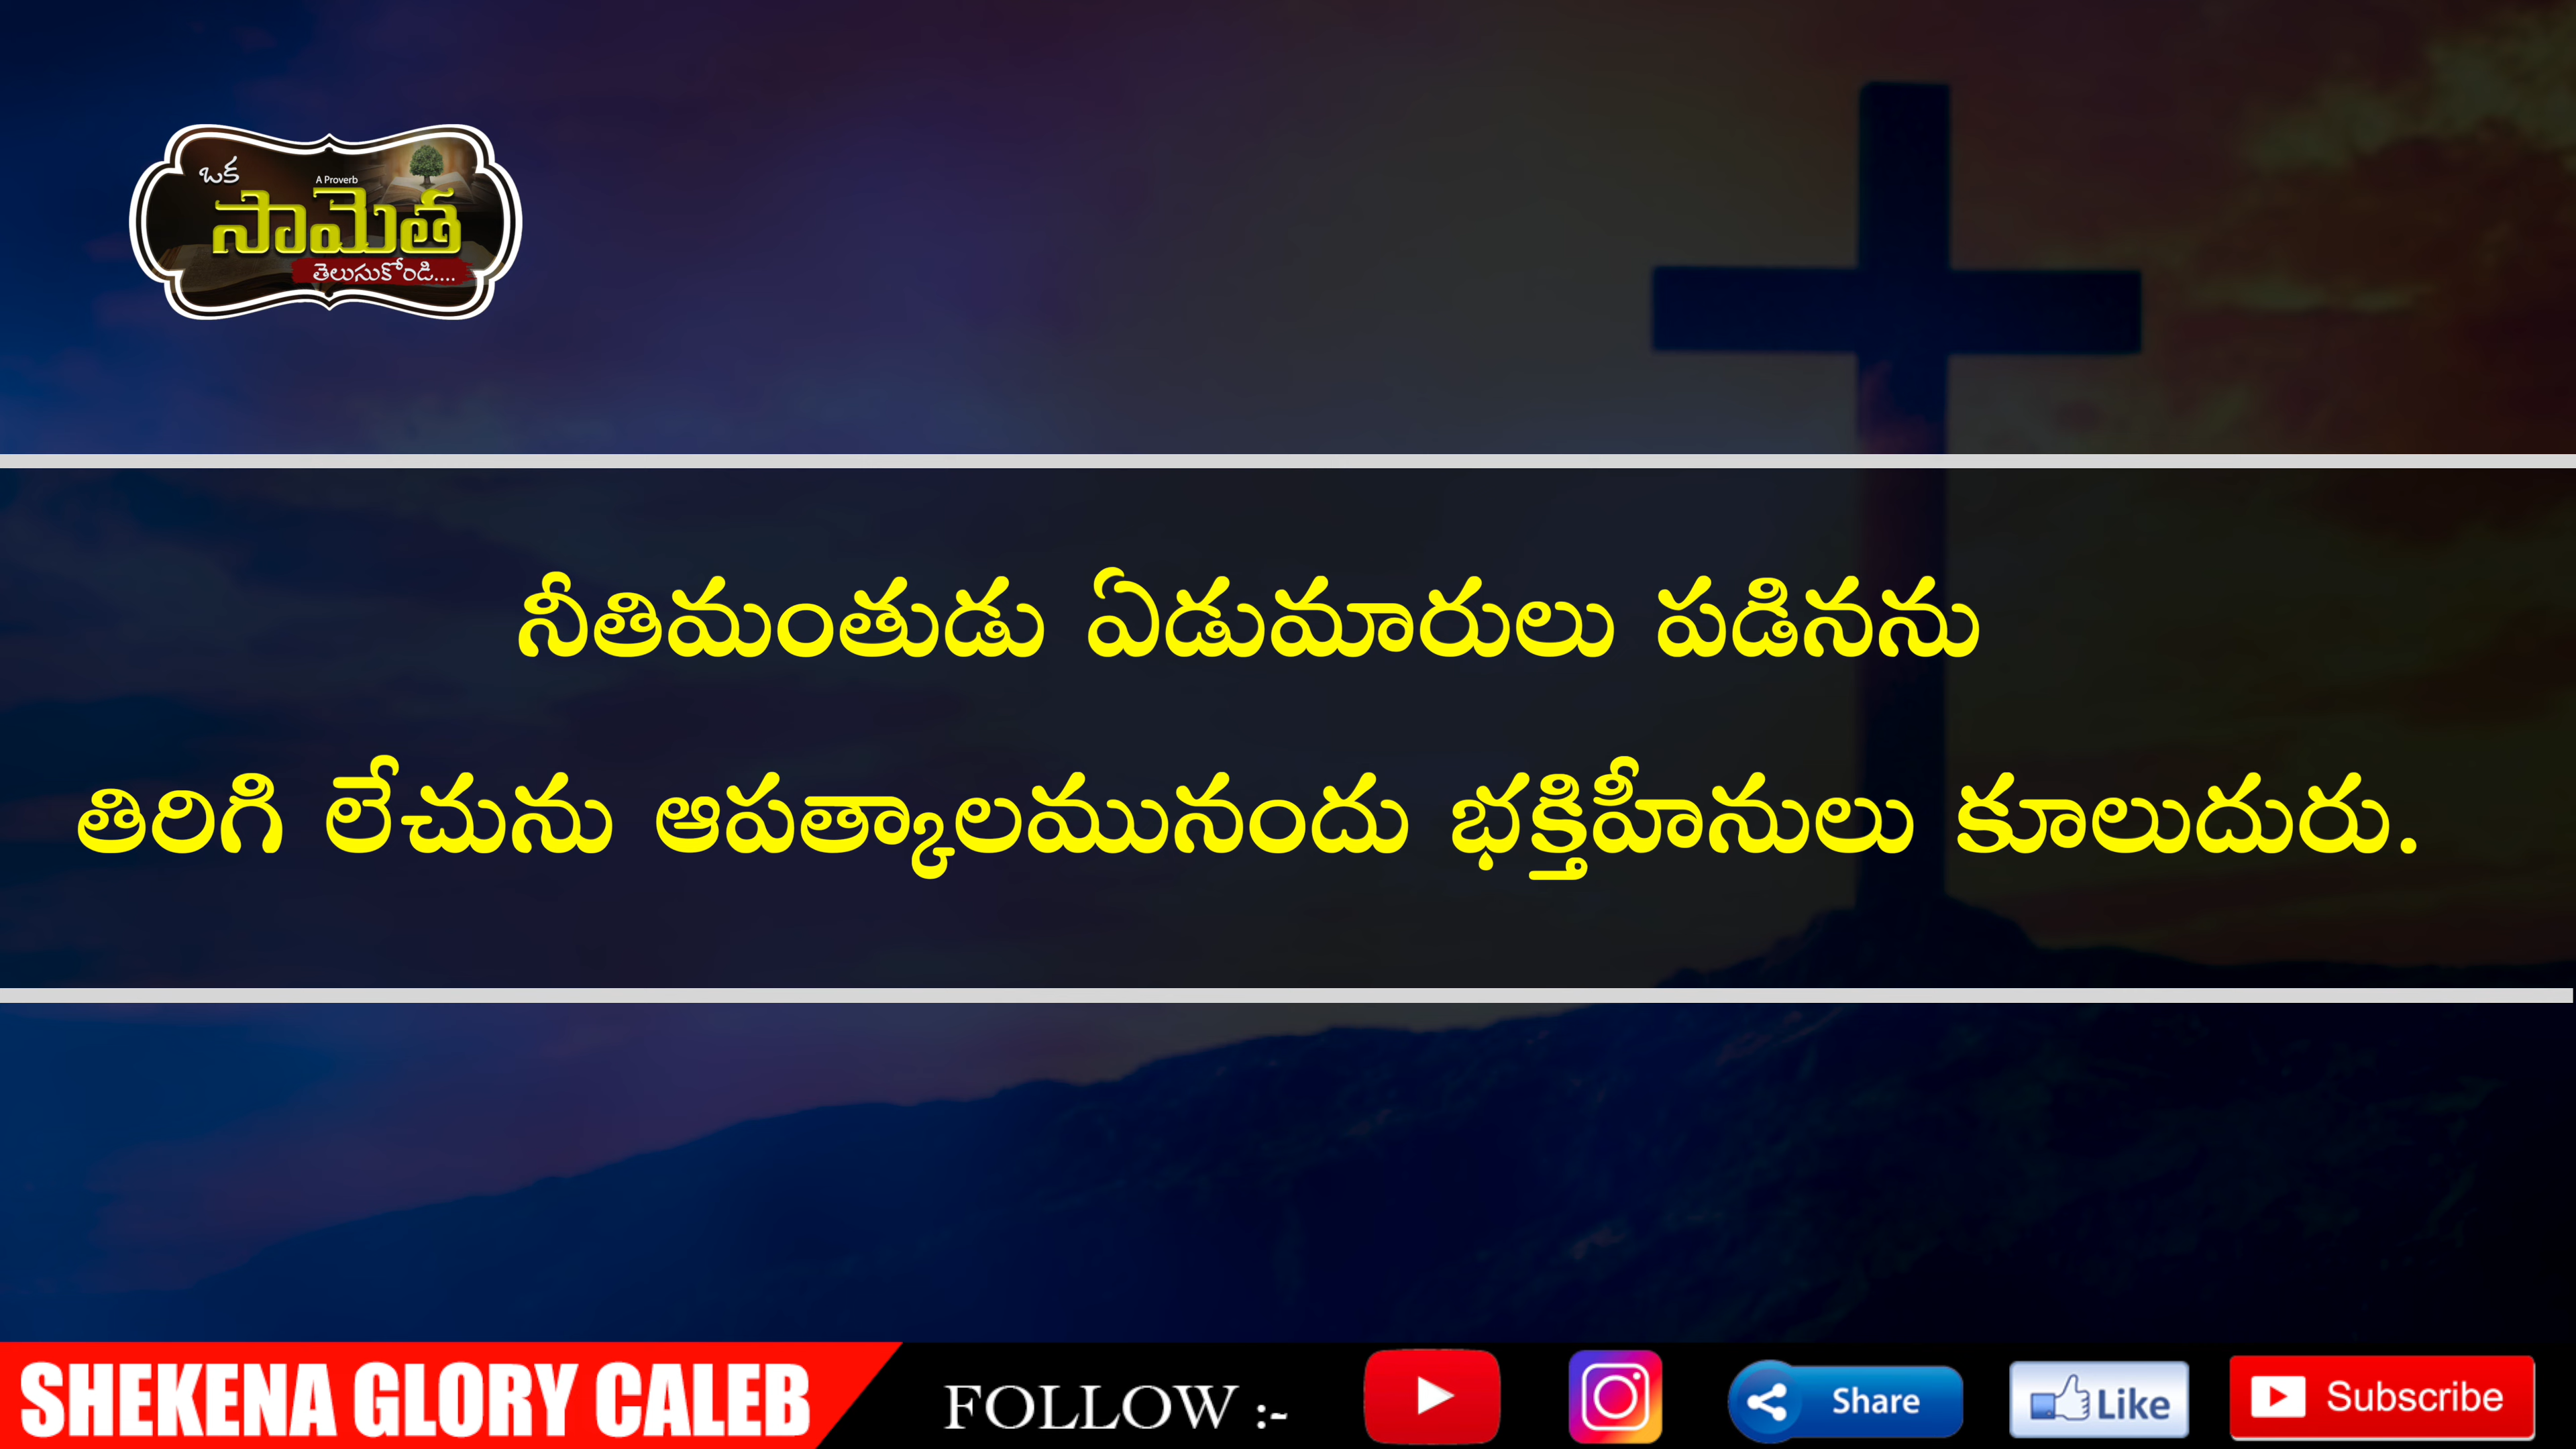 ఒక
A Proverb
సామెత
తెలుసుకోండి....
నీతిమంతుడు ఏడుమారులు పడినను
తిరిగి లేచును ఆపత్కాలమునందు భక్తిహీనులు కూలుదురు.
SHEKENA GLORY CALEB FOLLOW :- Share Like Subscribe